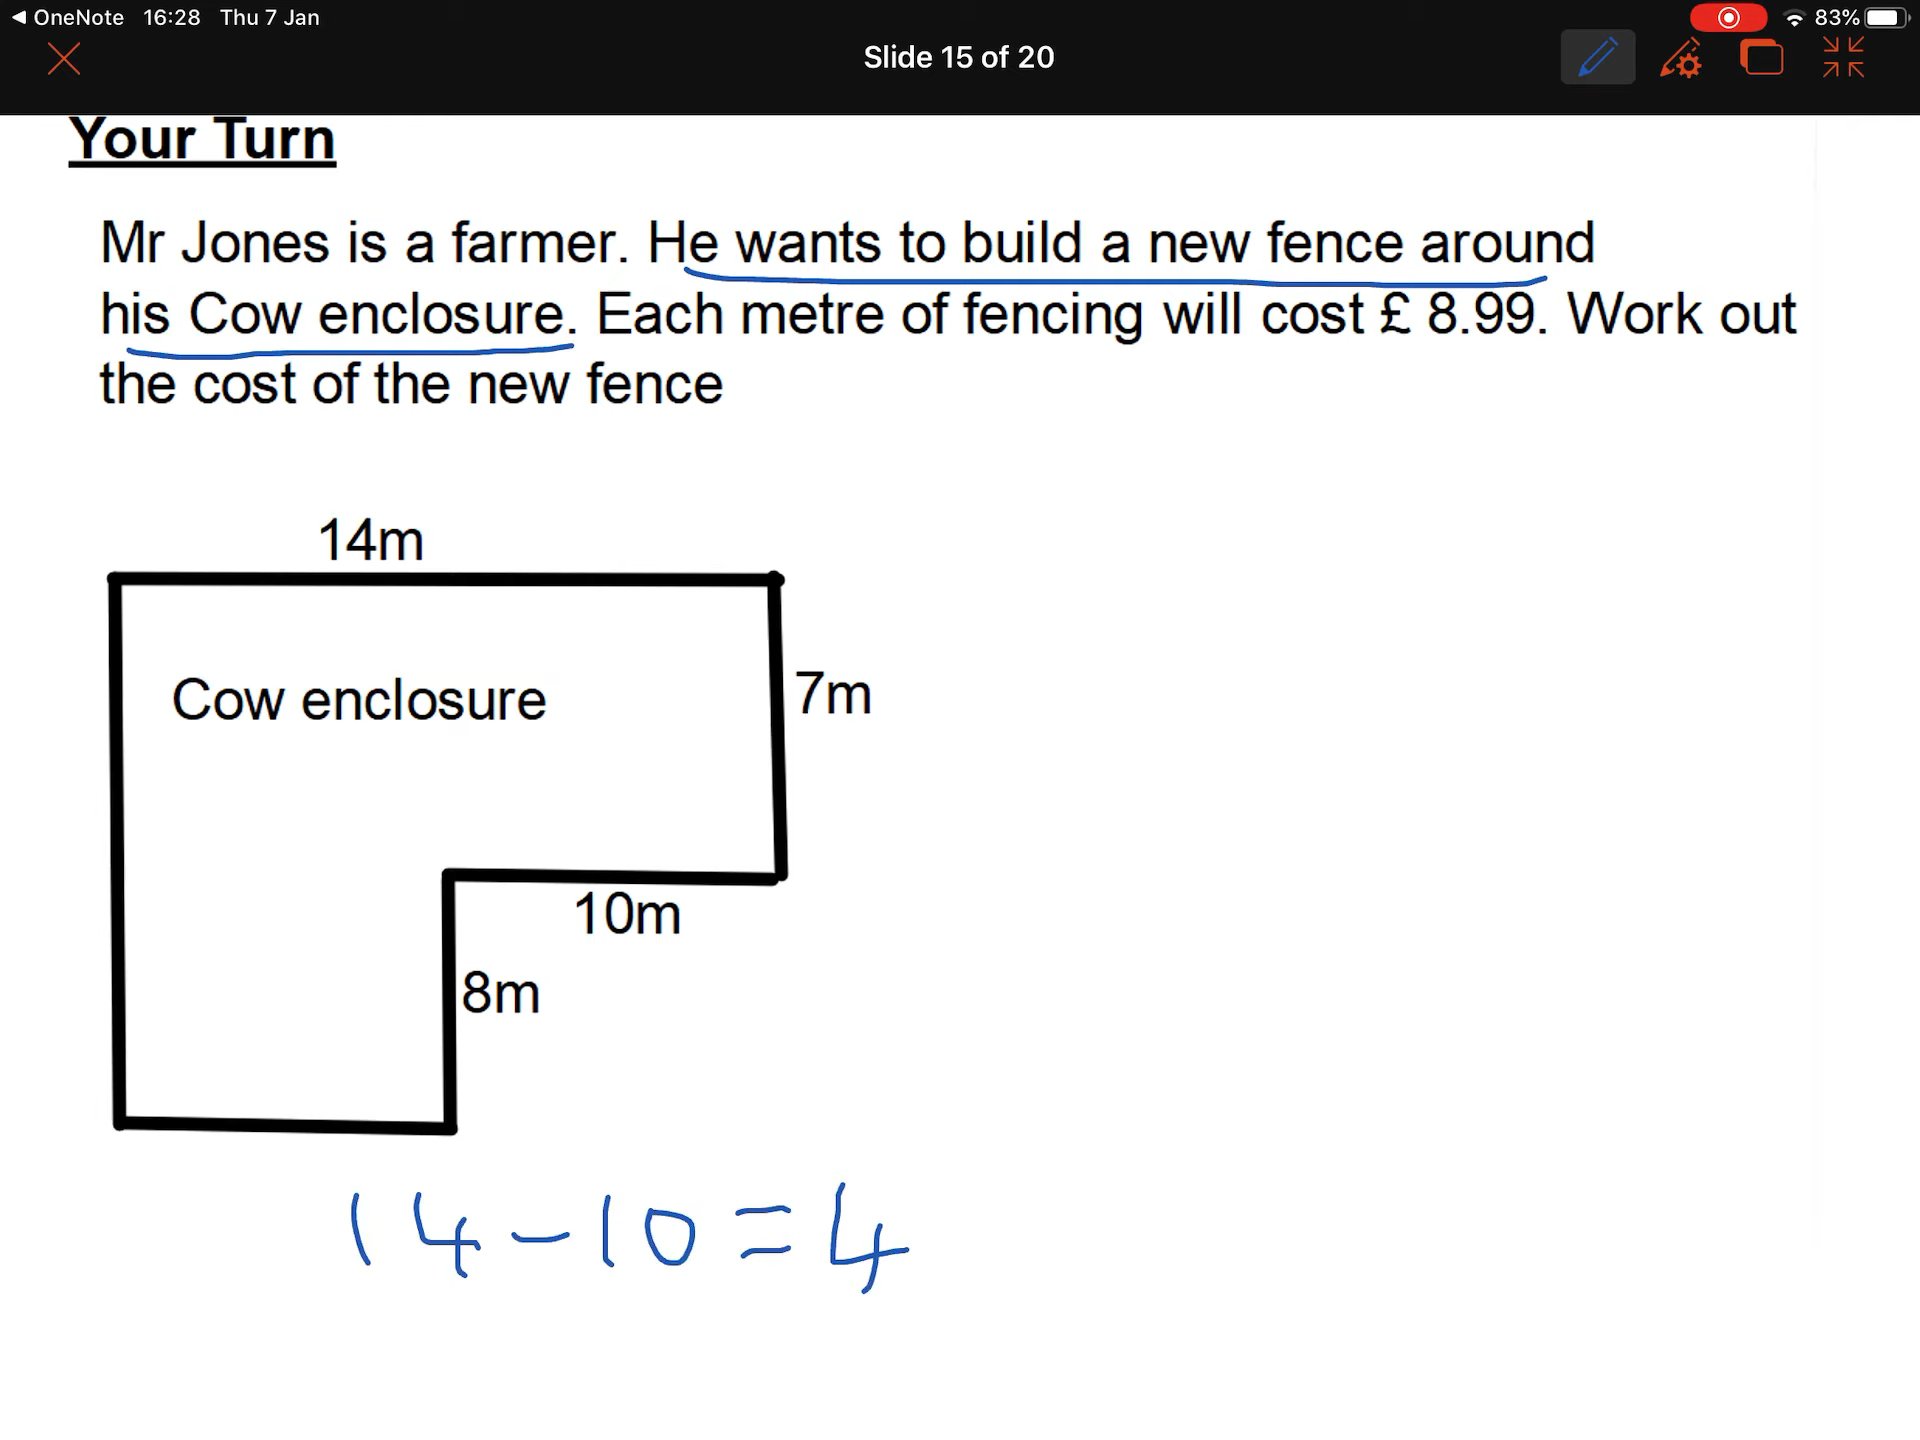 OneNote 16:28 Thu 7 Jan 83%
Slide 15 of 20
Your Turn
Mr Jones is a farmer. He wants to build a new fence around
his Cow enclosure. Each metre of fencing will cost £ 8.99. Work out
the cost of the new fence
14m
Cow enclosure
7m
10m
8m
14-10=4